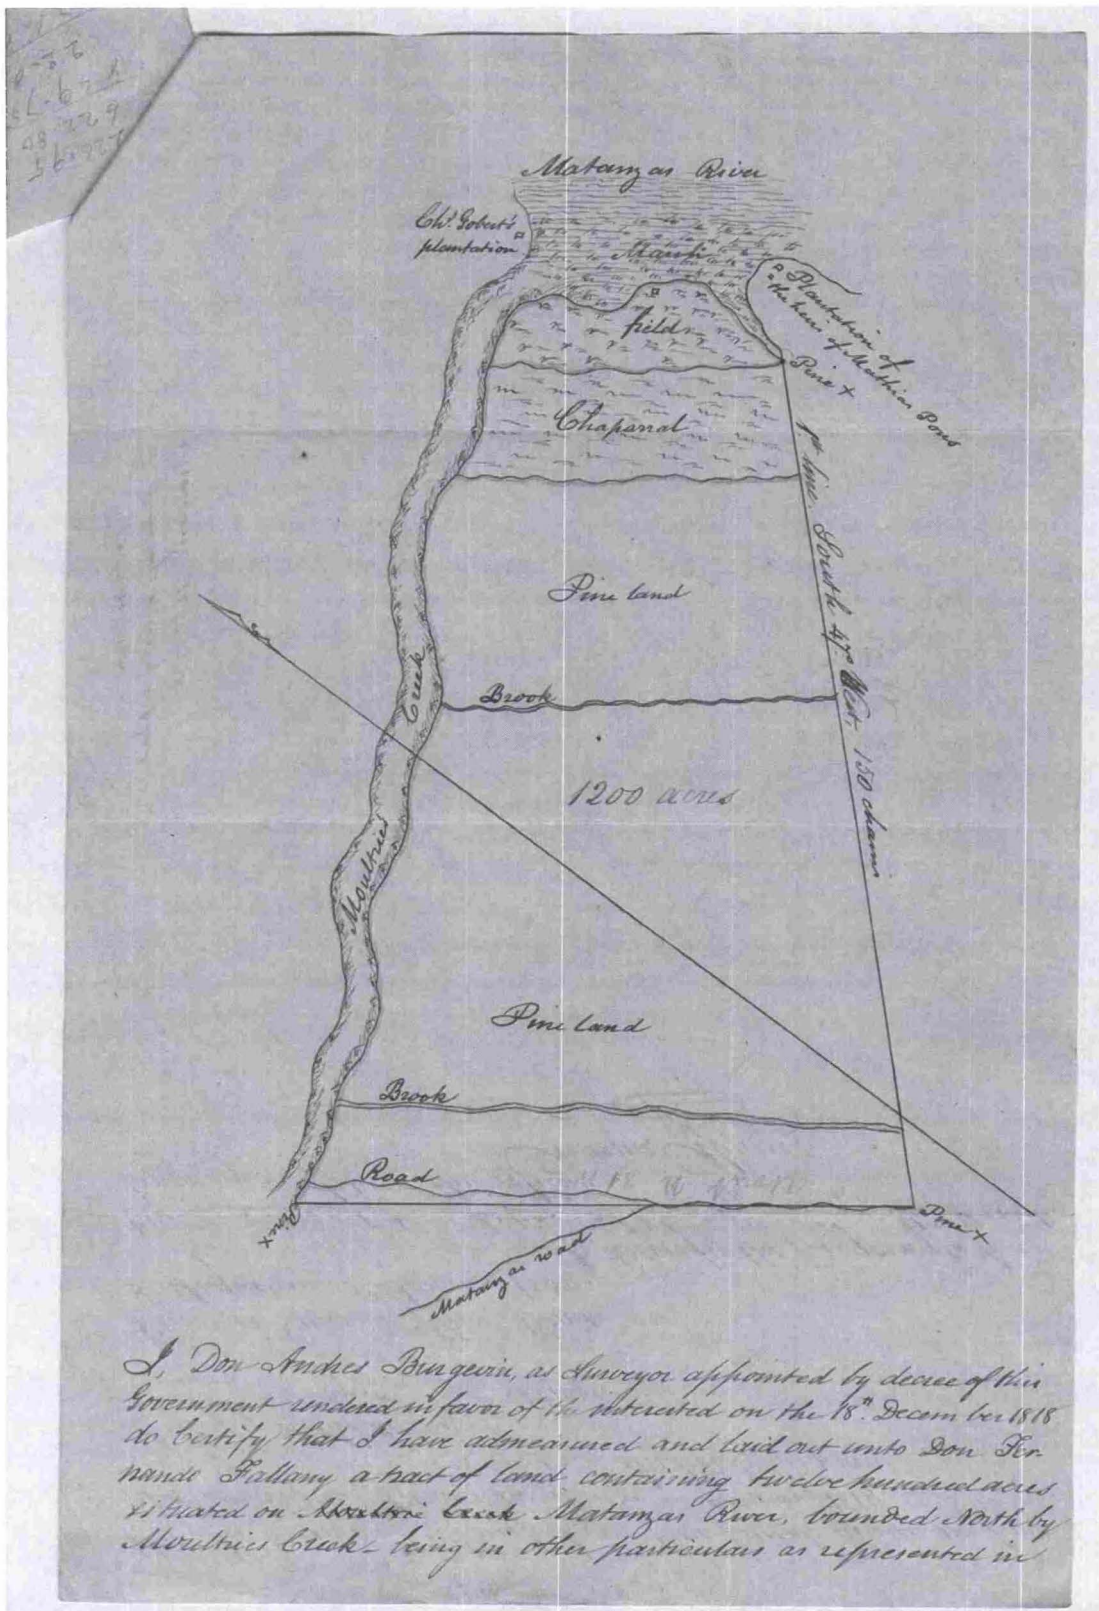 Matanzas River
Chs. Gobert's
plantation
Marsh
field
Plantation of
the heirs of Mathias Pons
Pine X
Chaparral
1st line. South 47° West, 150 chains
Pine land
Creek
Brook
1200 acres
Moultries
Pine land
Brook
Road
Pine X
Pine X
Matanzas road
I, Don Andres Burgevin, as Surveyor appointed by decree of this
Government rendered in favor of the interested on the 18th. December 1818
do Certify that I have admeasured and laid out unto Don Fer-
nando Fallany a tract of land containing twelve hundred acres
situated on Moultrie Creek Matanzas River, bounded North by
Moultries Creek - being in other particulars as represented in